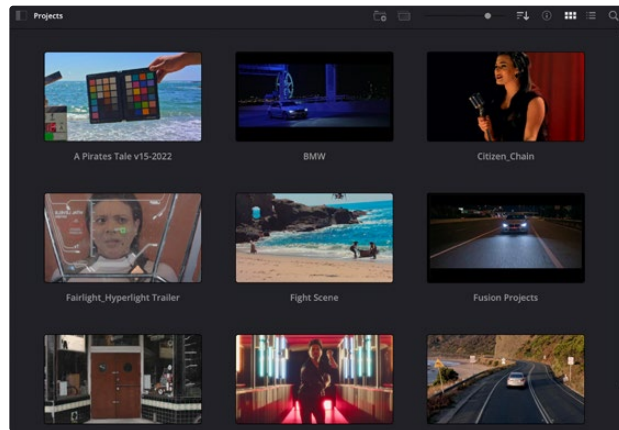 Projects
A Pirates Tale v15-2022
BMW
Citizen_Chain
Fairlight_Hyperlight Trailer
Fight Scene
Fusion Projects